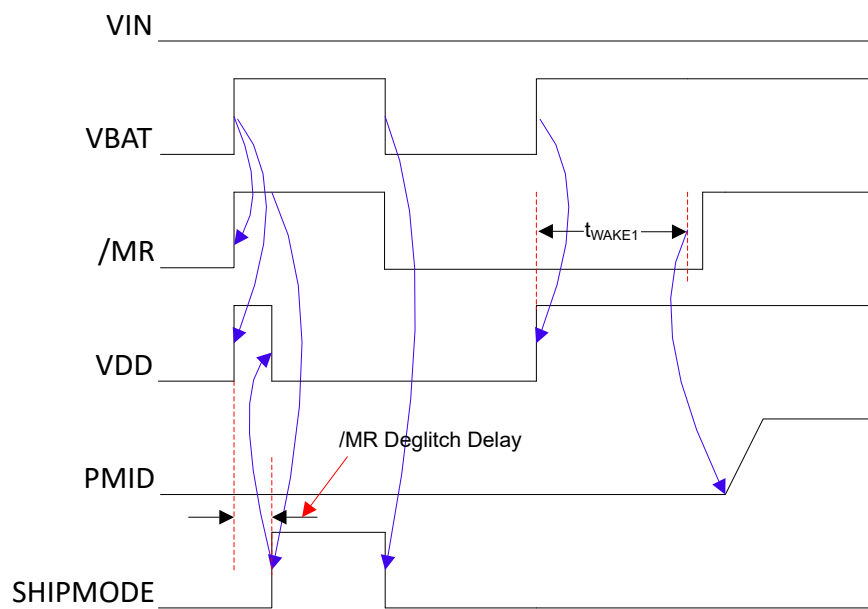 VIN
VBAT
/MR
tWAKE1
VDD
/MR Deglitch Delay
PMID
SHIPMODE